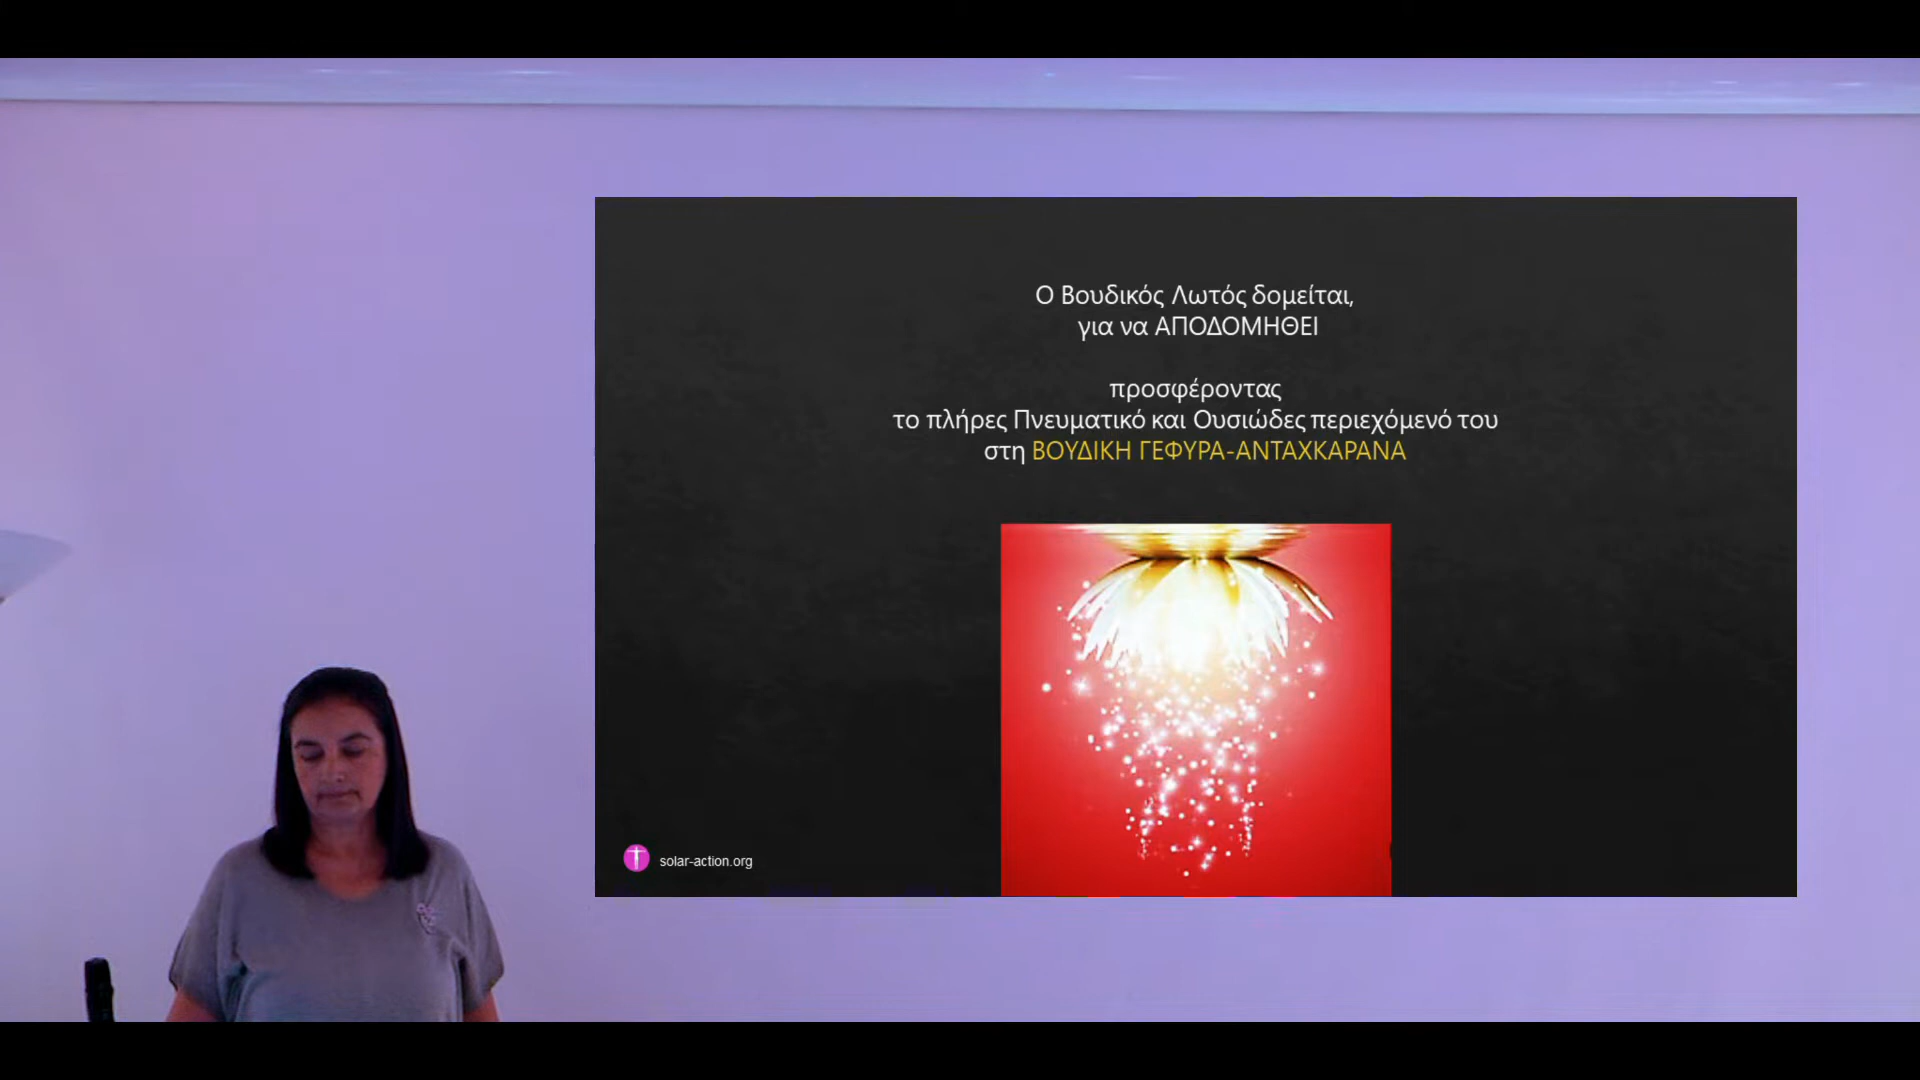 Ο Βουδικός Λωτός δομείται,
για να ΑΠΟΔΟΜΗΘΕΙ
προσφέροντας
το πλήρες Πνευματικό και Ουσιώδες περιεχόμενό του
στη ΒΟΥΔΙΚΗ ΓΕΦΥΡΑ-ΑΝΤΑΧΚΑΡΑΝΑ
solar-action.org